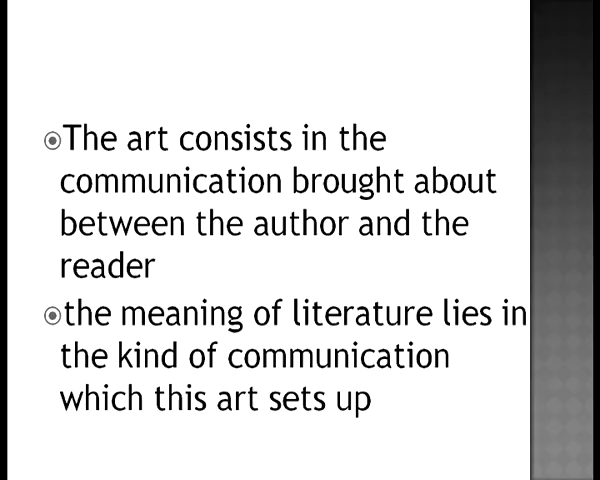 The art consists in the
communication brought about
between the author and the
reader
the meaning of literature lies in
the kind of communication
which this art sets up